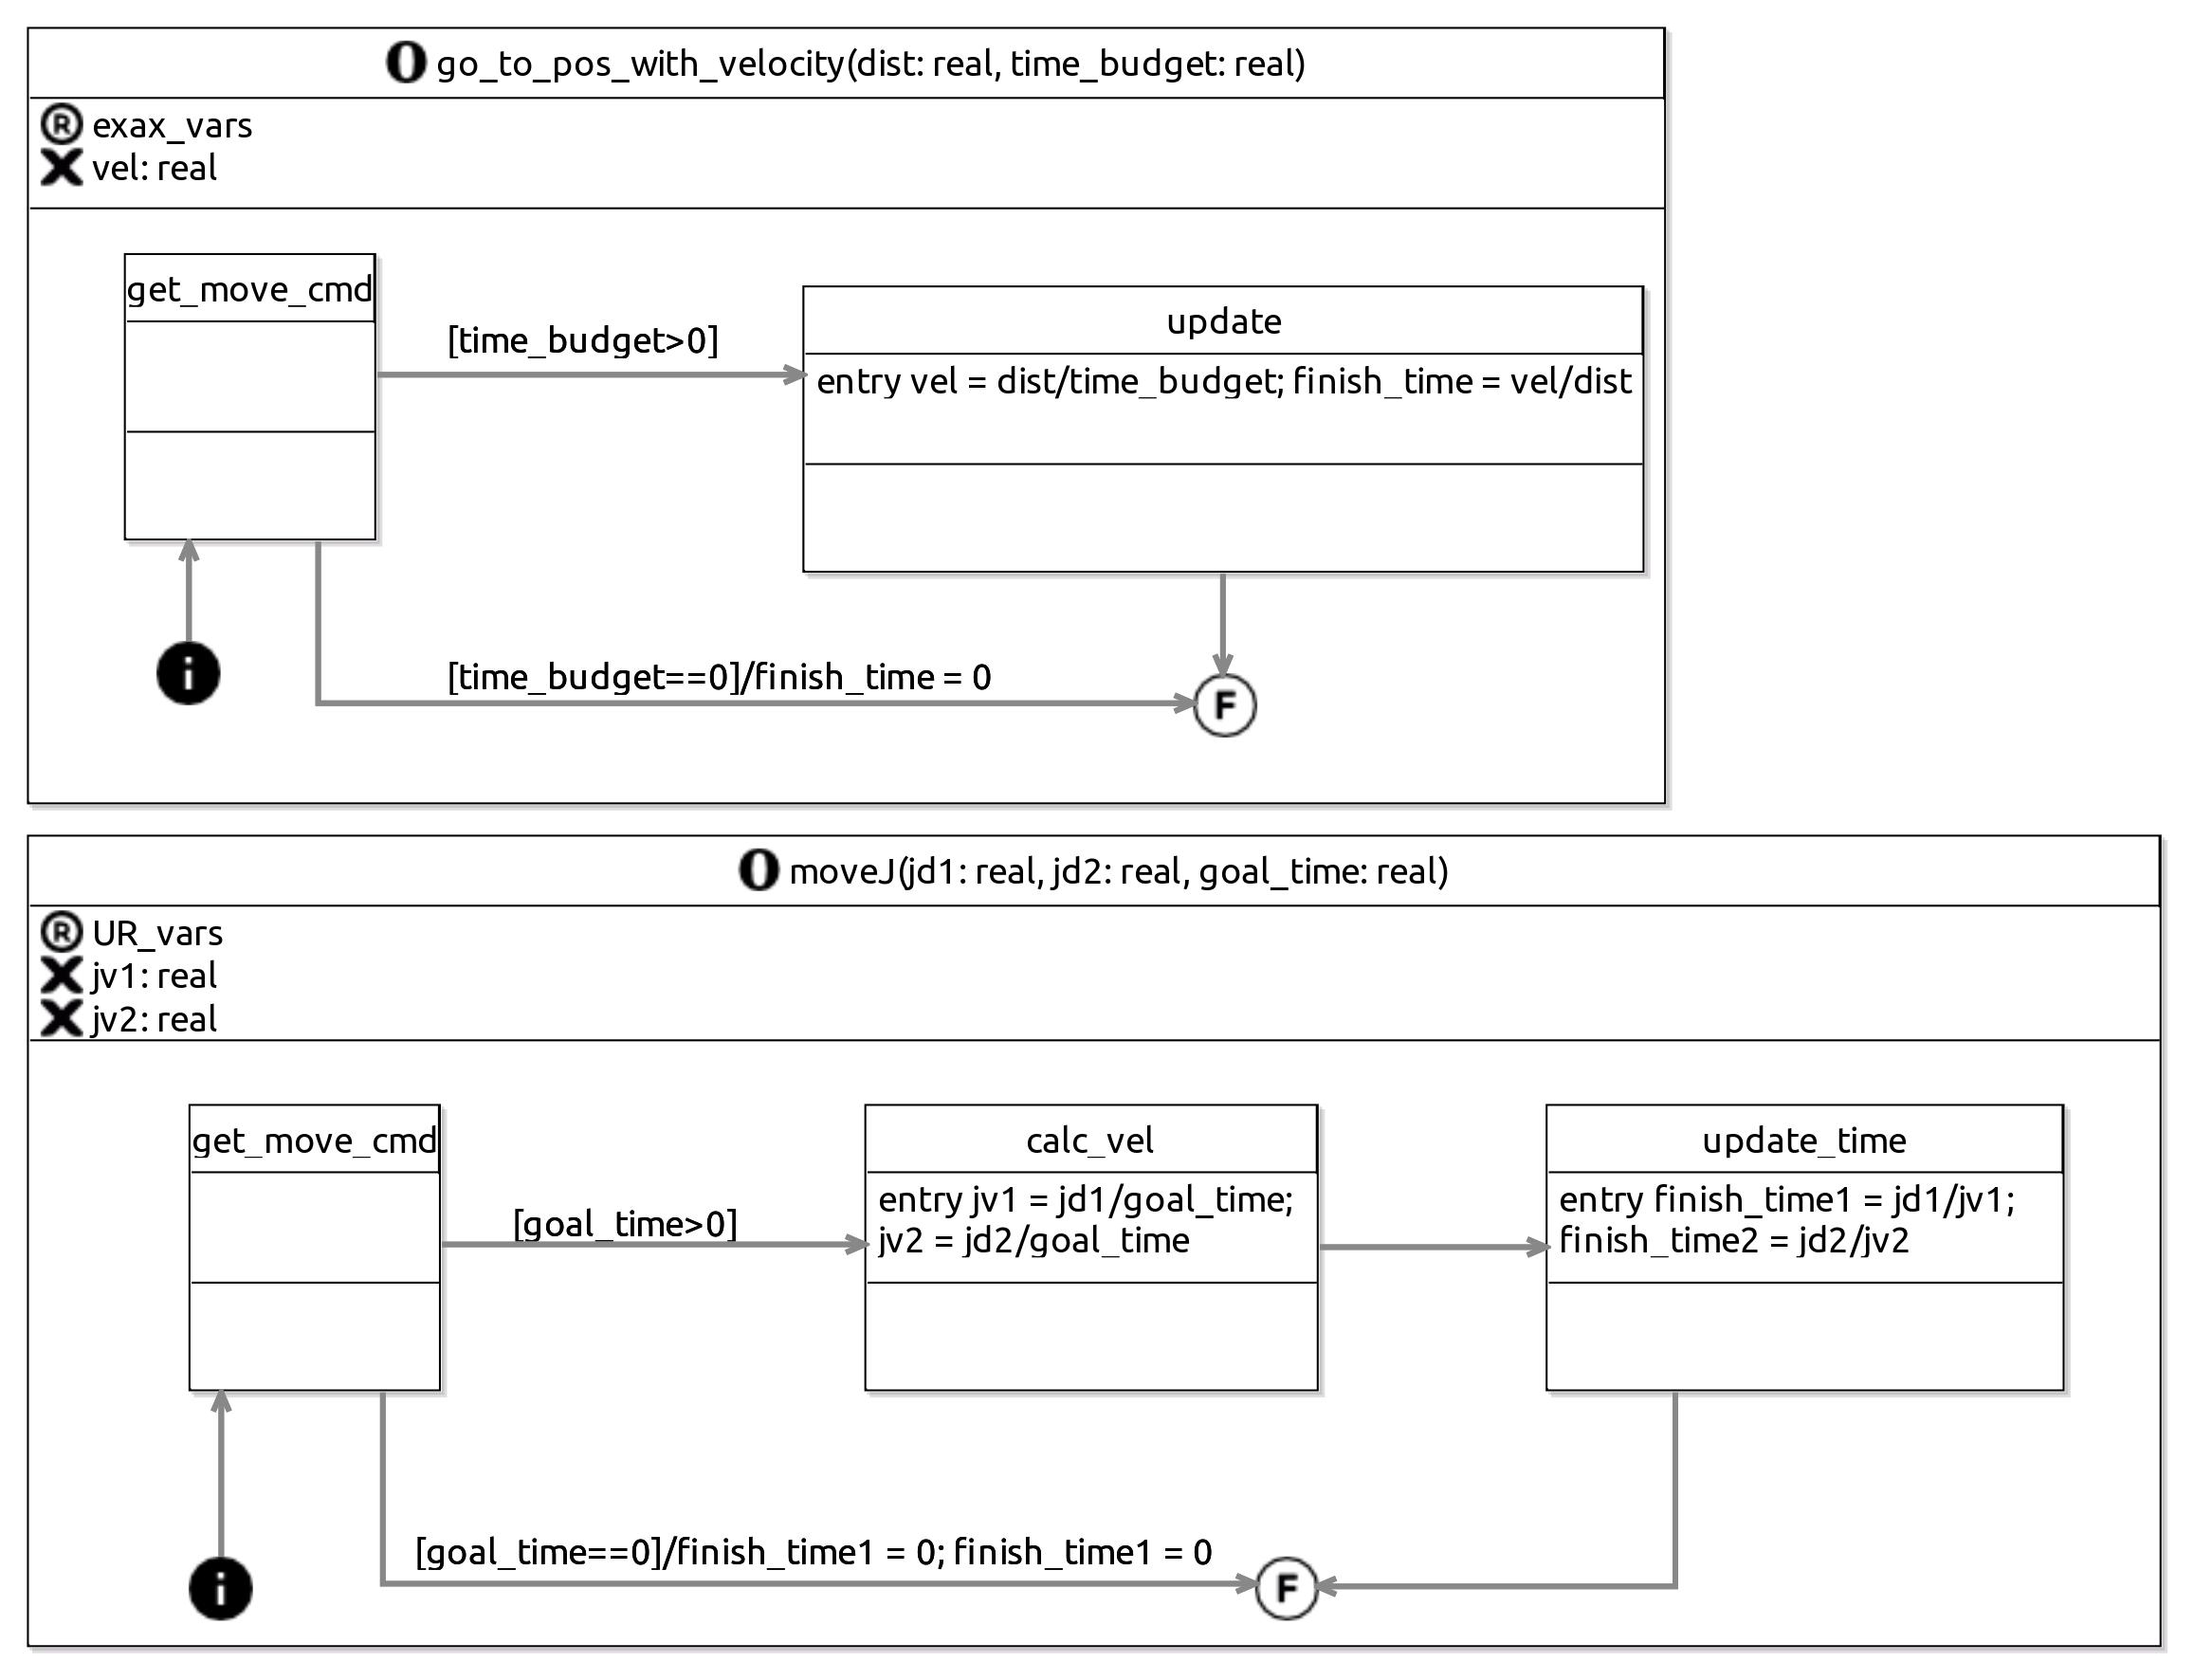 O go_to_pos_with_velocity(dist: real, time_budget: real)
R exax_vars
X vel: real
get_move_cmd
[time_budget>0]
update
entry vel = dist/time_budget; finish_time = vel/dist
i
[time_budget==0]/finish_time = 0
F
O moveJ(jd1: real, jd2: real, goal_time: real)
R UR_vars
X jv1: real
X jv2: real
get_move_cmd
[goal_time>0]
calc_vel
entry jv1 = jd1/goal_time;
jv2 = jd2/goal_time
update_time
entry finish_time1 = jd1/jv1;
finish_time2 = jd2/jv2
i
[goal_time==0]/finish_time1 = 0; finish_time1 = 0
F